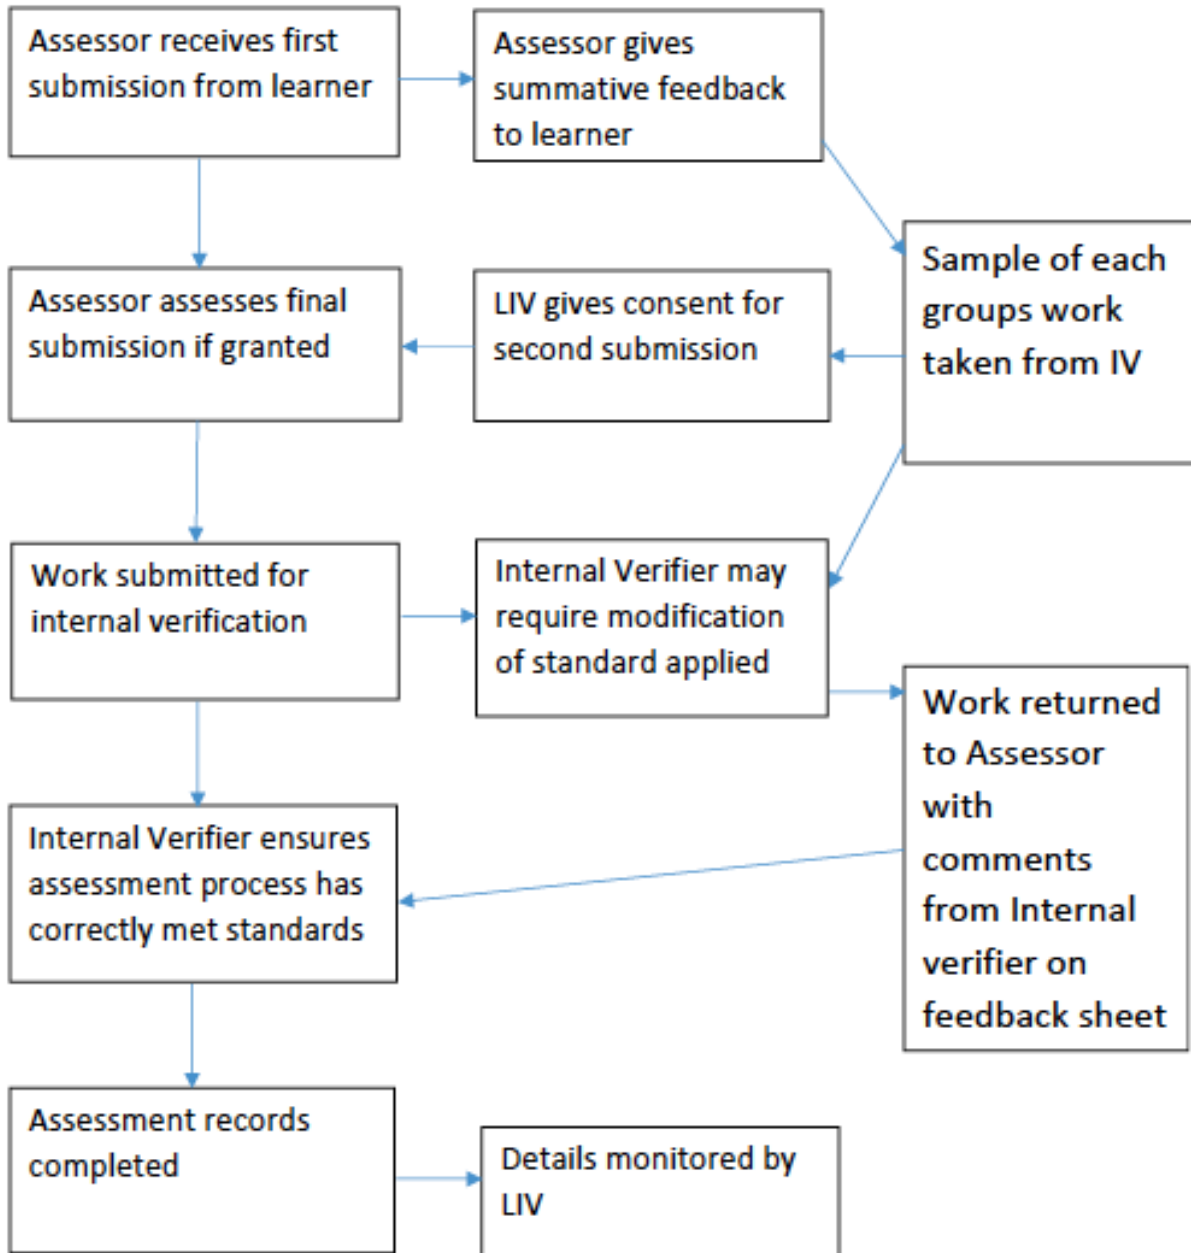 Assessor receives first
submission from learner
Assessor gives
summative feedback
to learner
Sample of each
groups work
taken from IV
Assessor assesses final
submission if granted
LIV gives consent for
second submission
Work submitted for
internal verification
Internal Verifier may
require modification
of standard applied
Work returned
to Assessor
with
comments
from Internal
verifier on
feedback sheet
Internal Verifier ensures
assessment process has
correctly met standards
Assessment records
completed
Details monitored by
LIV